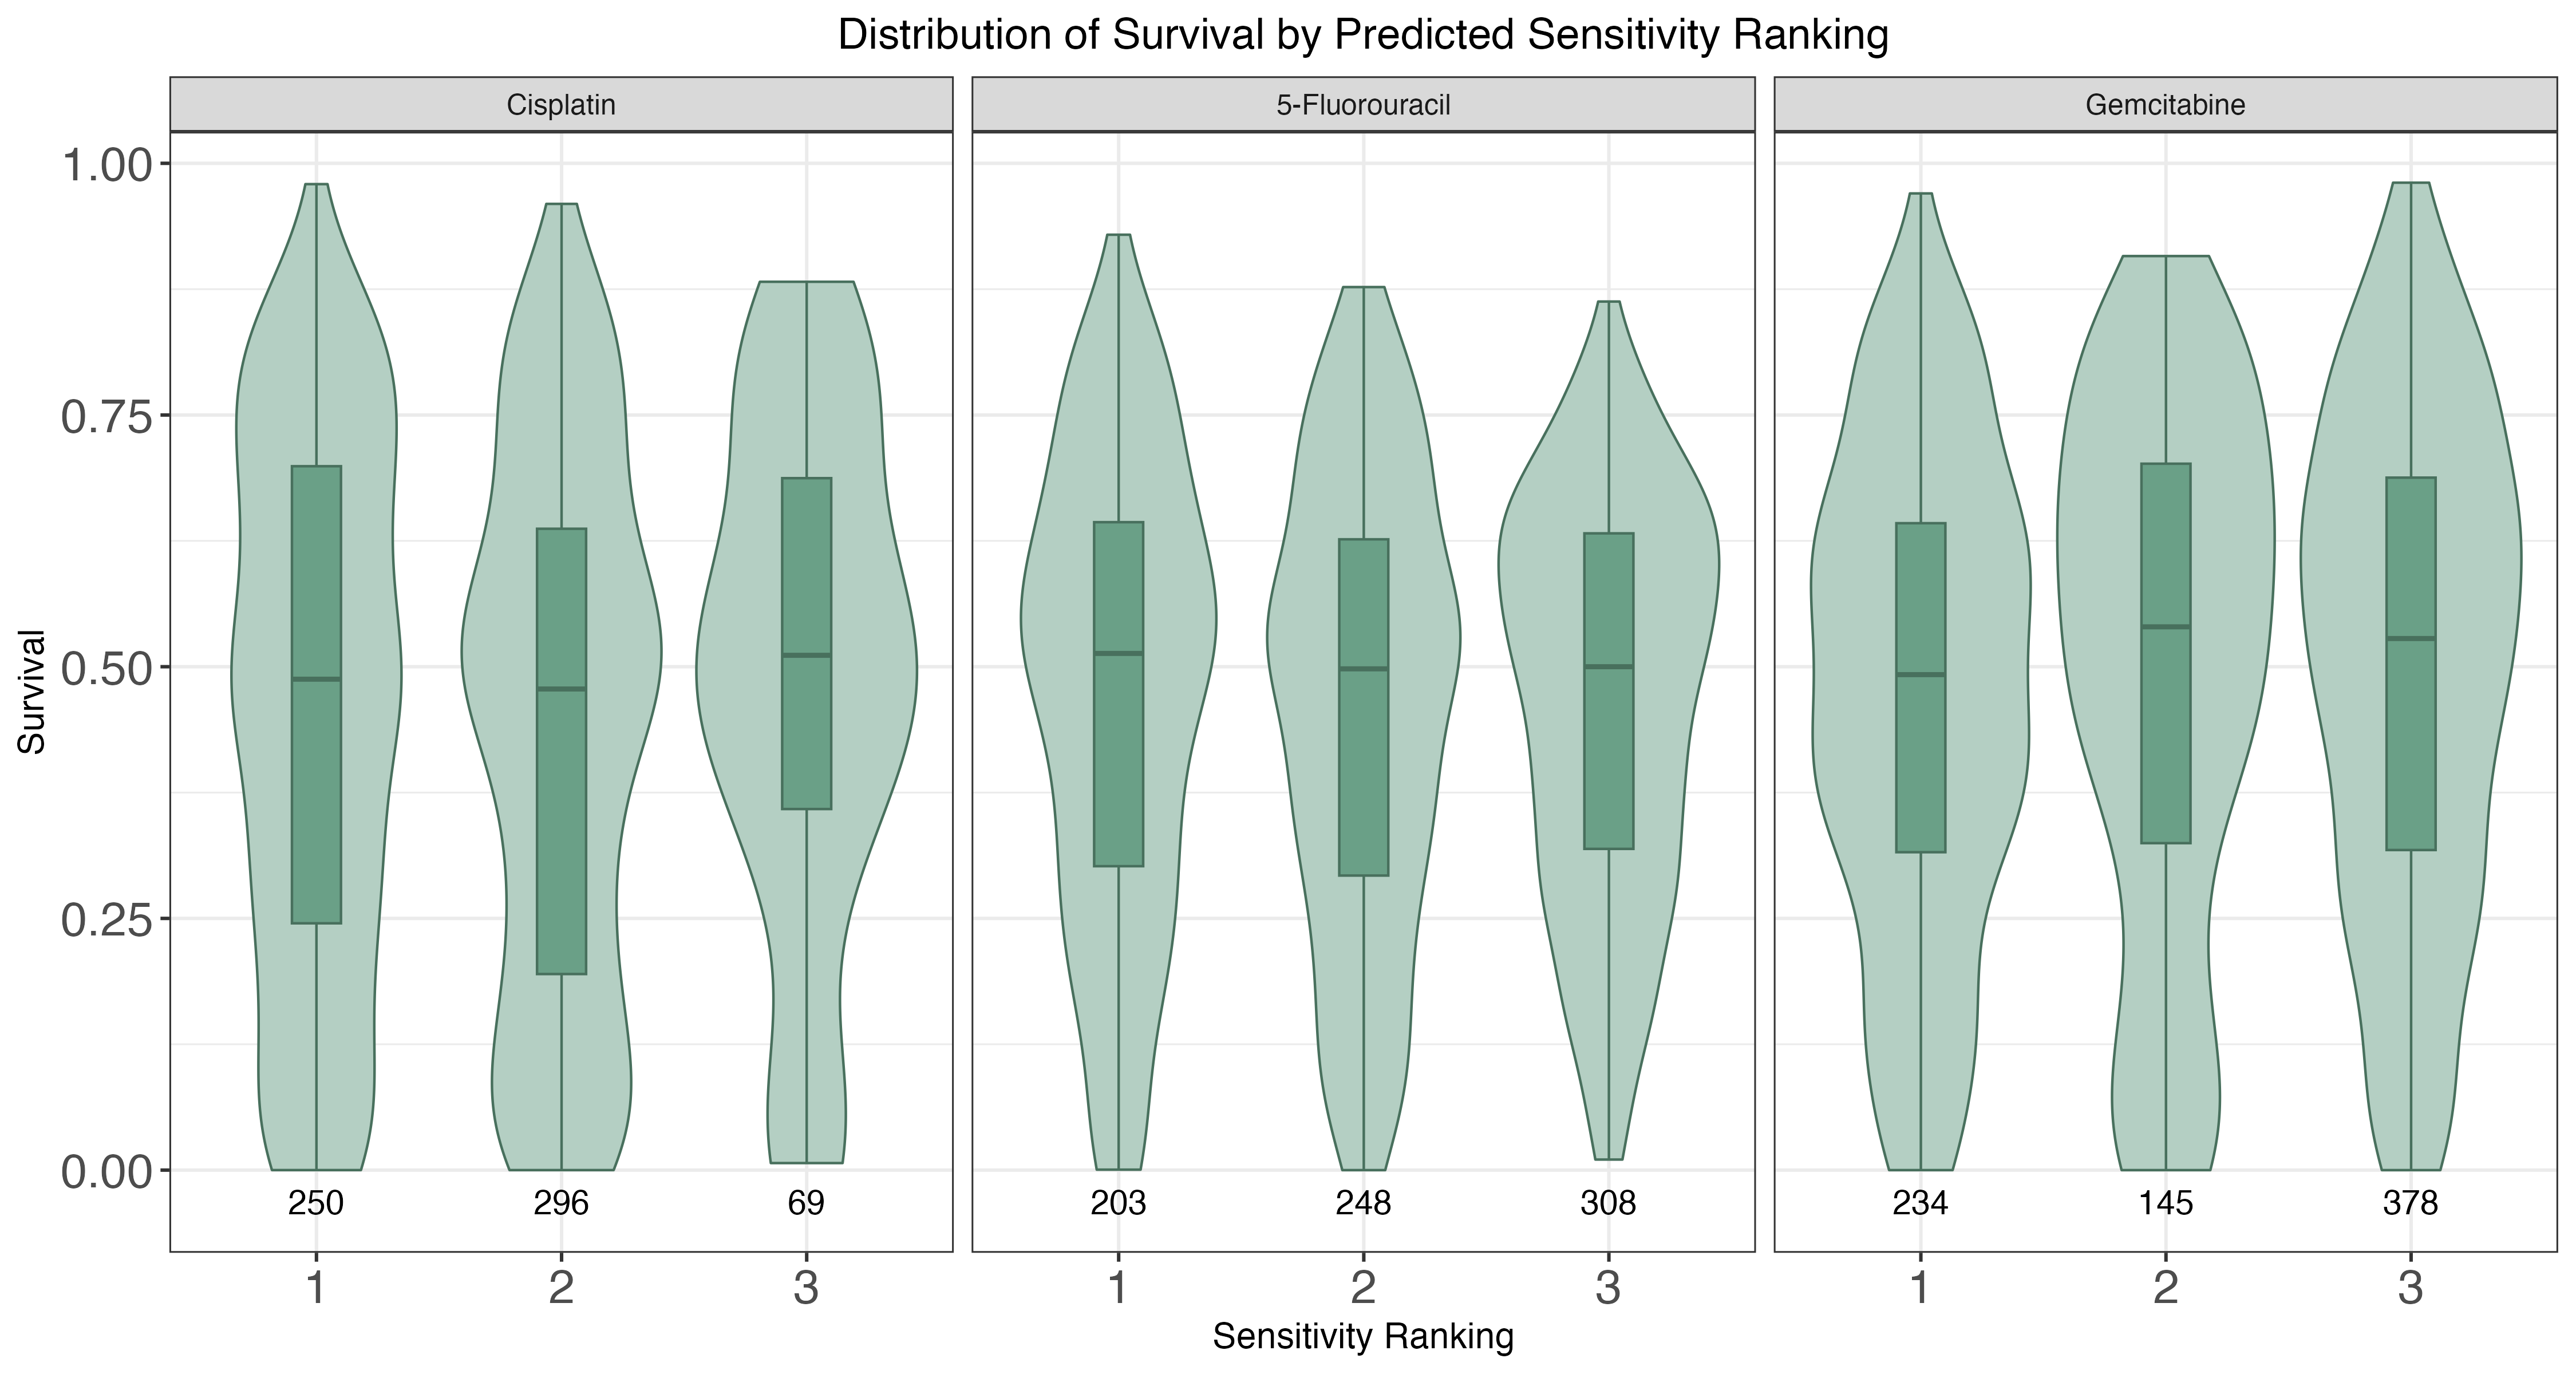 Distribution of Survival by Predicted Sensitivity Ranking
Cisplatin
5-Fluorouracil
Gemcitabine
Survival
1.00
0.75
0.50
0.25
0.00
250 296 69
203 248 308
234 145 378
1 2 3
1 2 3
1 2 3
Sensitivity Ranking